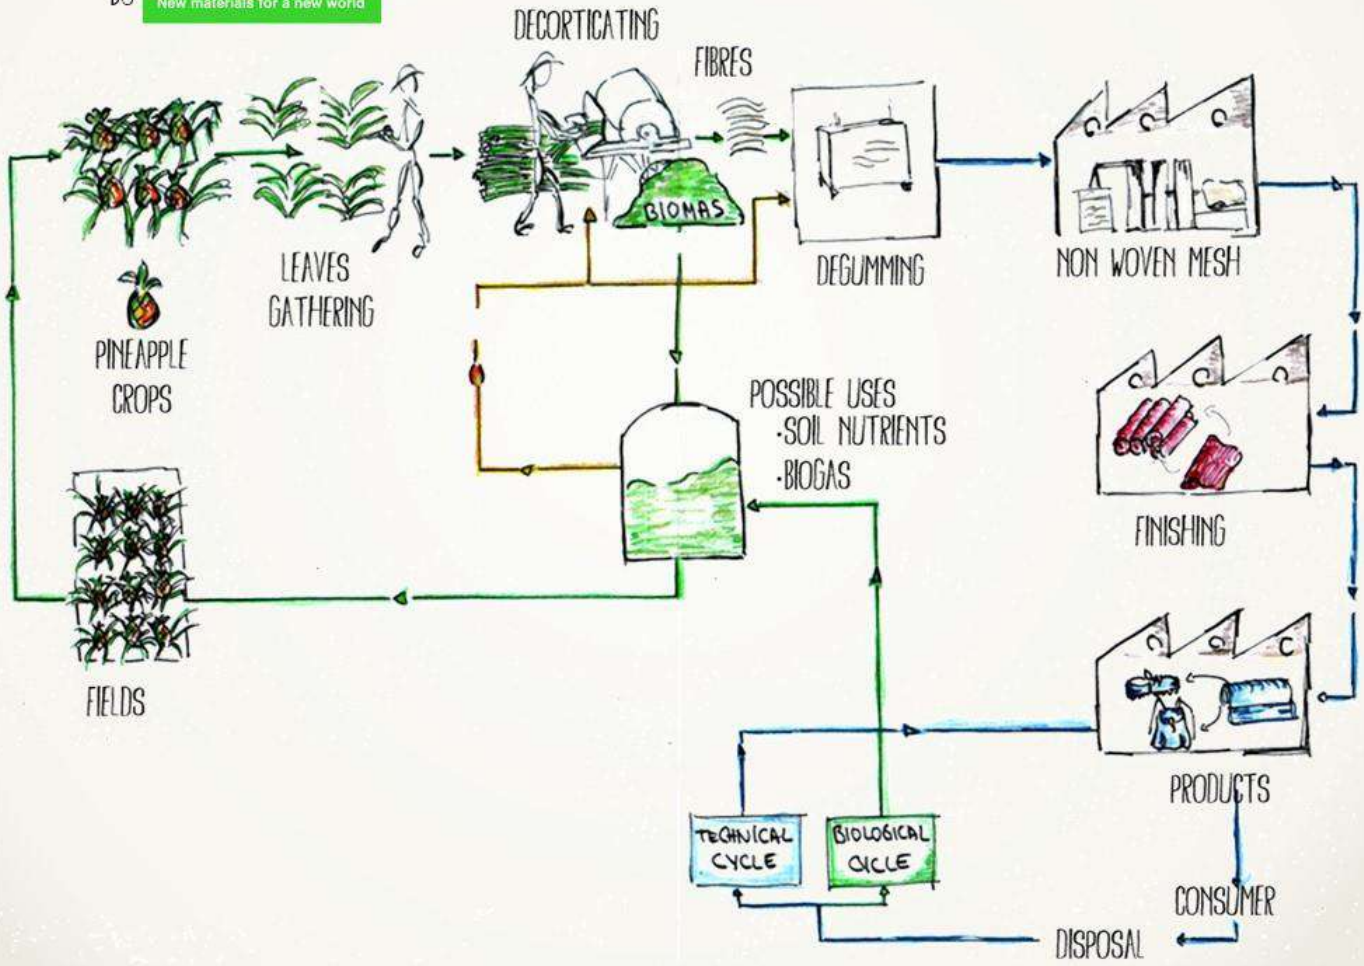 New materials for a new world
DECORTICATING
FIBRES
BIOMAS
LEAVES
GATHERING
DEGUMMING
NON WOVEN MESH
PINEAPPLE
CROPS
POSSIBLE USES
·SOIL NUTRIENTS
·BIOGAS
FINISHING
FIELDS
PRODUCTS
TECHNICAL
CYCLE
BIOLOGICAL
CYCLE
CONSUMER
DISPOSAL